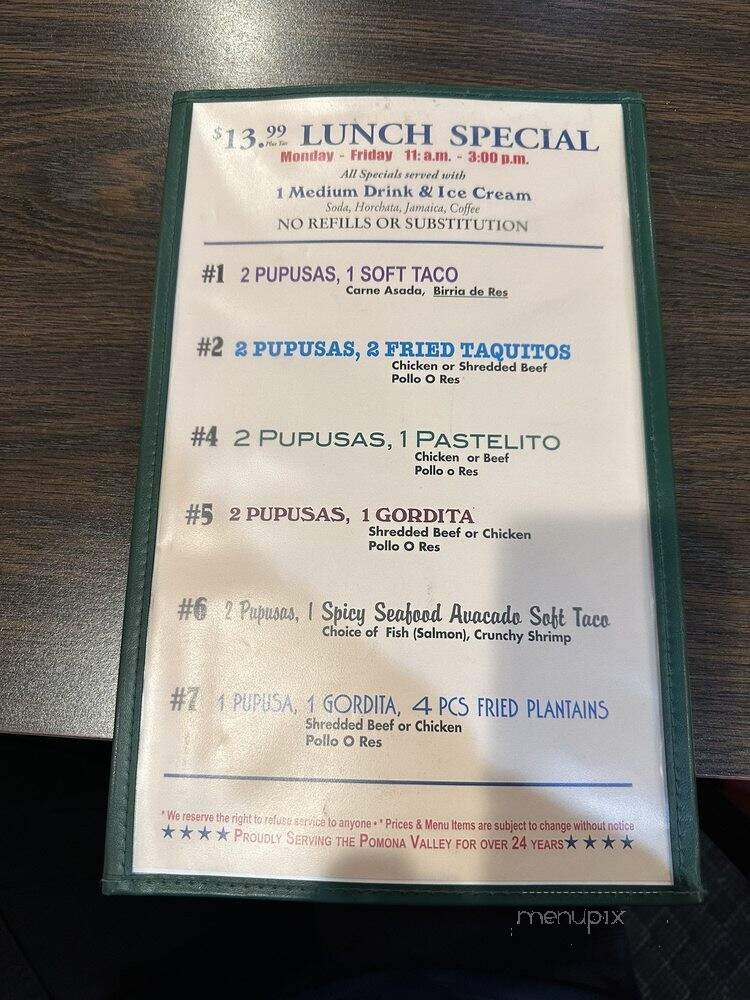 $13.99 LUNCH SPECIAL
Plus Tax
Monday - Friday 11: a.m. - 3:00 p.m.
All Specials served with
1 Medium Drink & Ice Cream
Soda, Horchata, Jamaica, Coffee
NO REFILLS OR SUBSTITUTION
#1 2 PUPUSAS, 1 SOFT TACO
Carne Asada, Birria de Res
#2 2 PUPUSAS, 2 FRIED TAQUITOS
Chicken or Shredded Beef
Pollo O Res
#4 2 PUPUSAS, 1 PASTELITO
Chicken or Beef
Pollo o Res
#5 2 PUPUSAS, 1 GORDITA
Shredded Beef or Chicken
Pollo O Res
#6 2 Pupusas, 1 Spicy Seafood Avacado Soft Taco
Choice of Fish (Salmon), Crunchy Shrimp
#7 1 PUPUSA, 1 GORDITA, 4 PCS FRIED PLANTAINS
Shredded Beef or Chicken
Pollo O Res
* We reserve the right to refuse service to anyone • * Prices & Menu Items are subject to change without notice
★★★★ PROUDLY SERVING THE POMONA VALLEY FOR OVER 24 YEARS ★★★★
menupix